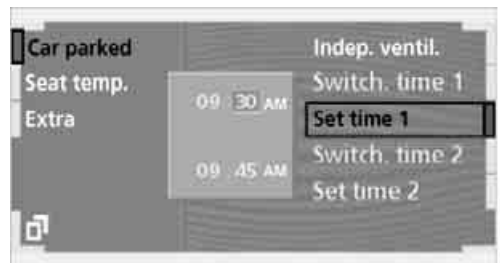 Car parked
Seat temp.
Extra
09 30 AM
09 45 AM
Indep. ventil.
Switch. time 1
Set time 1
Switch. time 2
Set time 2